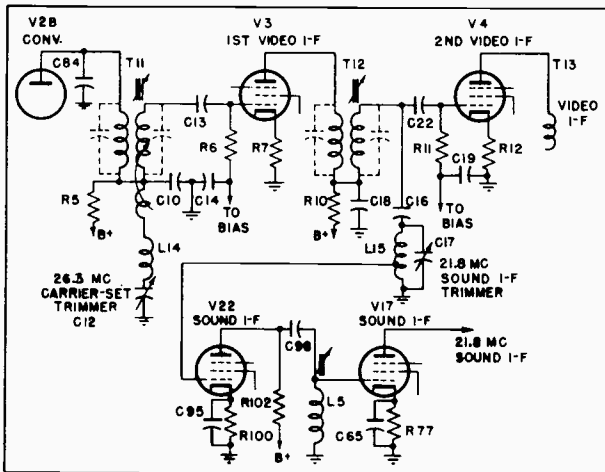 V2B
CONV.
V3
1ST VIDEO I-F
V4
2ND VIDEO I-F
C84
T11
T12
T13
VIDEO
I-F
C13
R6
R7
C22
R11
R12
C19
R5
B+
C10
C14
TO
BIAS
R10
B+
C18
C16
TO
BIAS
L14
26.3 MC
CARRIER-SET
TRIMMER
C12
L15
C17
21.8 MC
SOUND I-F
TRIMMER
V22
SOUND I-F
V17
SOUND I-F
C96
21.8 MC
SOUND I-F
C95
R100
R102
B+
L5
C65
R77